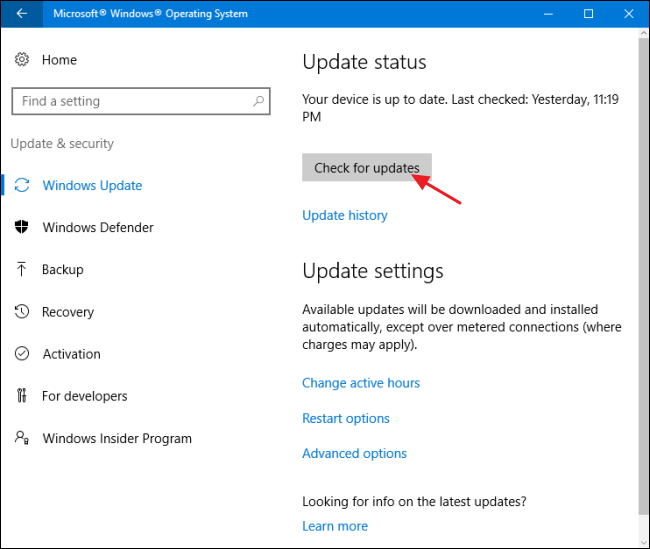 Microsoft® Windows® Operating System
Home
Find a setting
Update & security
Windows Update
Windows Defender
Backup
Recovery
Activation
For developers
Windows Insider Program
Update status
Your device is up to date. Last checked: Yesterday, 11:19
PM
Check for updates
Update history
Update settings
Available updates will be downloaded and installed
automatically, except over metered connections (where
charges may apply).
Change active hours
Restart options
Advanced options
Looking for info on the latest updates?
Learn more